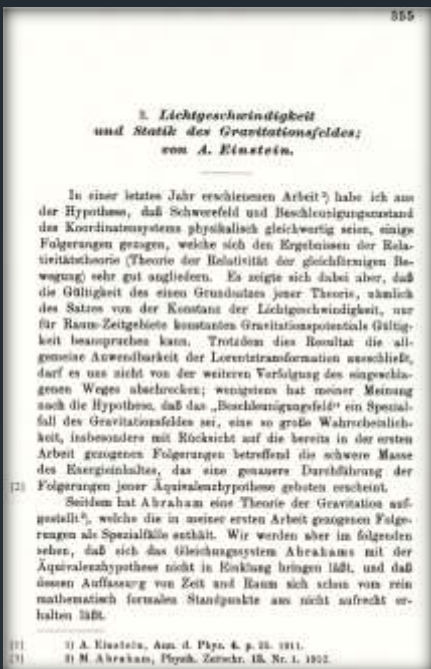 355
3. Lichtgeschwindigkeit
und Statik des Gravitationsfeldes;
von A. Einstein.
In einer letztes Jahr erschienenen Arbeit¹) habe ich aus
der Hypothese, daß Schwerefeld und Beschleunigungszustand
des Koordinatensystems physikalisch gleichwertig seien, einige
Folgerungen gezogen, welche sich den Ergebnissen der Rela-
tivitätstheorie (Theorie der Relativität der gleichförmigen Be-
wegung) sehr gut angliedern. Es zeigte sich dabei aber, daß
die Gültigkeit des einen Grundsatzes jener Theorie, nämlich
des Satzes von der Konstanz der Lichtgeschwindigkeit, nur
für Raum-Zeitgebiete konstanten Gravitationspotentials Gültig-
keit beanspruchen kann. Trotzdem dies Resultat die all-
gemeine Anwendbarkeit der Lorentztransformation ausschließt,
darf es uns nicht von der weiteren Verfolgung des eingeschla-
genen Weges abschrecken; wenigstens hat meiner Meinung
nach die Hypothese, daß das „Beschleunigungsfeld“ ein Spezial-
fall des Gravitationsfeldes sei, eine so große Wahrscheinlich-
keit, insbesondere mit Rücksicht auf die bereits in der ersten
Arbeit gezogenen Folgerungen betreffend die schwere Masse
des Energieinhaltes, das eine genauere Durchführung der
[2] Folgerungen jener Äquivalenzhypothese geboten erscheint.
Seitdem hat Abraham eine Theorie der Gravitation auf-
gestellt²), welche die in meiner ersten Arbeit gezogenen Folge-
rungen als Spezialfälle enthält. Wir werden aber im folgenden
sehen, daß sich das Gleichungssystem Abrahams mit der
Äquivalenzhypothese nicht in Einklang bringen läßt, und daß
dessen Auffassung von Zeit und Raum sich schon vom rein
mathematisch formalen Standpunkte aus nicht aufrecht er-
halten läßt.
[1] 1) A. Einstein, Ann. d. Phys. 4. p. 35. 1911.
[3] 2) M. Abraham, Physik. Zeitschr. 13. Nr. 1. 1912.